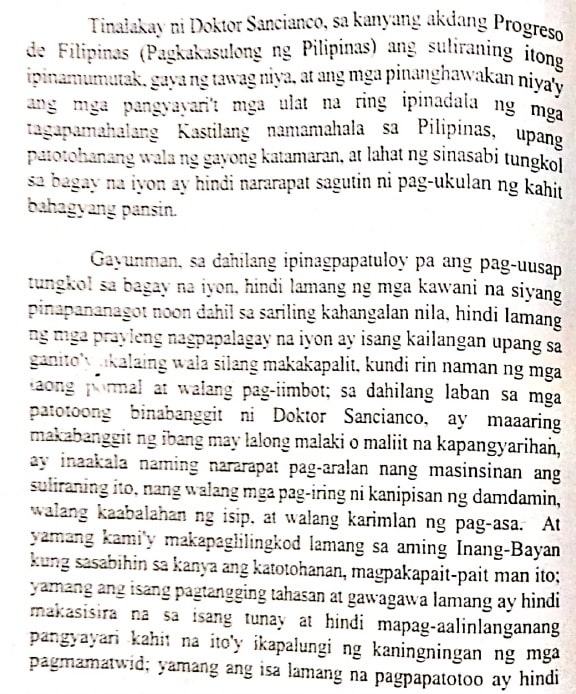 Tinalakay ni Doktor Sancianco, sa kanyang akdang Progreso
de Filipinas (Pagkakasulong ng Pilipinas) ang suliraning itong
ipinamumutak, gaya ng tawag niya, at ang mga pinanghawakan niya'y
ang mga pangyayari't mga ulat na ring ipinadala ng mga
tagapamahalang Kastilang namamahala sa Pilipinas, upang
patotohanang wala ng gayong katamaran, at lahat ng sinasabi tungkol
sa bagay na iyon ay hindi nararapat sagutin ni pag-ukulan ng kahit
bahagyang pansin.

Gayunman, sa dahilang ipinagpapatuloy pa ang pag-uusap
tungkol sa bagay na iyon, hindi lamang ng mga kawani na siyang
pinapananagot noon dahil sa sariling kahangalan nila, hindi lamang
ng mga prayleng nagpapalagay na iyon ay isang kailangan upang sa
ganito'y akalaing wala silang makakapalit, kundi rin naman ng mga
taong pormal at walang pag-iimbot; sa dahilang laban sa mga
patotoong binabanggit ni Doktor Sancianco, ay maaaring
makabanggit ng ibang may lalong malaki o maliit na kapangyarihan,
ay inaakala naming nararapat pag-aralan nang masinsinan ang
suliraning ito, nang walang mga pag-iring ni kanipisan ng damdamin,
walang kaabalahan ng isip, at walang karimlan ng pag-asa. At
yamang kami'y makapaglilingkod lamang sa aming Inang-Bayan
kung sasabihin sa kanya ang katotohanan, magpakapait-pait man ito;
yamang ang isang pagtangging tahasan at gawagawa lamang ay hindi
makasisira na sa isang tunay at hindi mapag-aalinlanganang
pangyayari kahit na ito'y ikapalungi ng kaningningan ng mga
pagmamatwid; yamang ang isa lamang na pagpapatotoo ay hindi